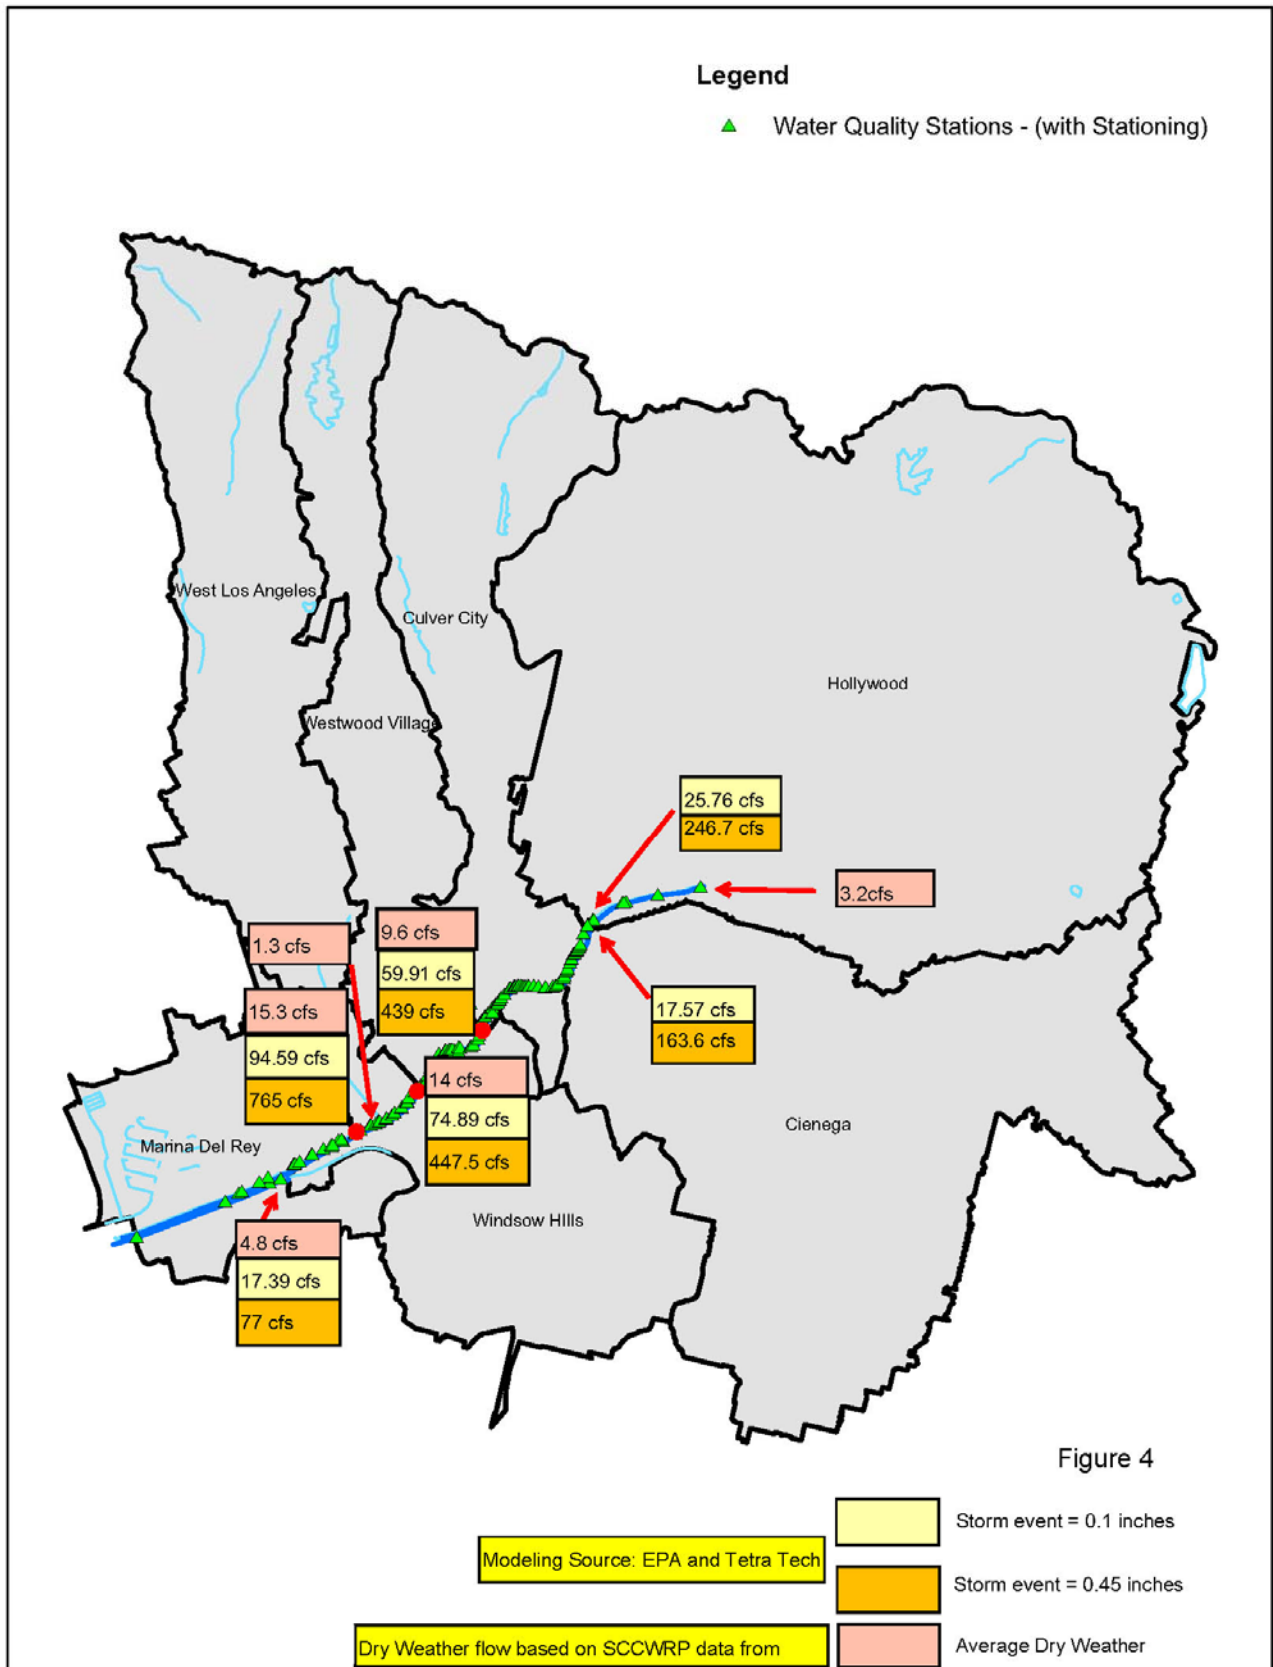 Legend
Water Quality Stations - (with Stationing)
West Los Angeles
Culver City
Hollywood
Westwood Village
25.76 cfs
246.7 cfs
3.2cfs
1.3 cfs
9.6 cfs
59.91 cfs
439 cfs
15.3 cfs
94.59 cfs
765 cfs
17.57 cfs
163.6 cfs
14 cfs
74.89 cfs
447.5 cfs
Marina Del Rey
Cienega
Windsow HIlls
4.8 cfs
17.39 cfs
77 cfs
Figure 4
Storm event = 0.1 inches
Modeling Source: EPA and Tetra Tech
Storm event = 0.45 inches
Dry Weather flow based on SCCWRP data from
Average Dry Weather